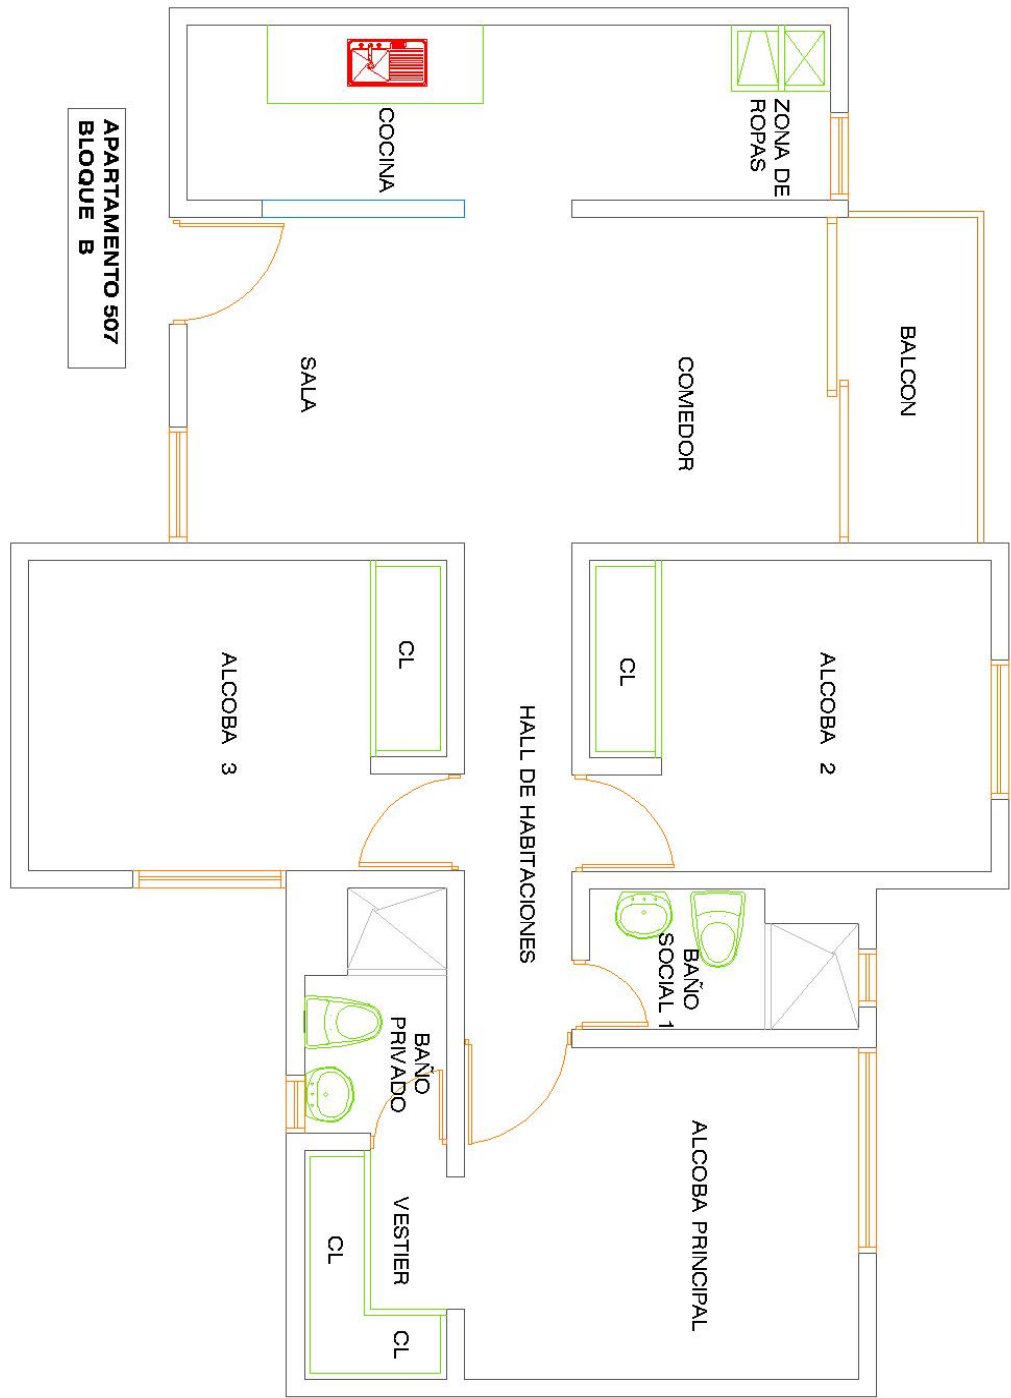 APARTAMENTO 507
BLOQUE B
COCINA
ZONA DE
ROPAS
SALA
COMEDOR
BALCON
ALCOBA 3
CL
HALL DE HABITACIONES
CL
ALCOBA 2
BAÑO
SOCIAL 1
BAÑO
PRIVADO
VESTIER
CL
CL
ALCOBA PRINCIPAL